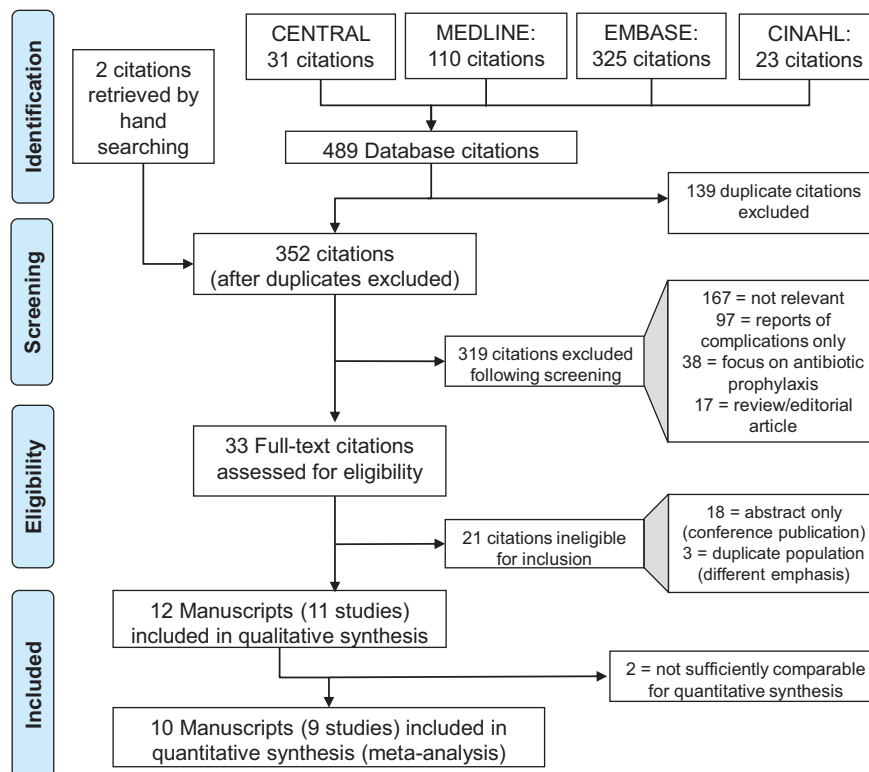 CENTRAL
31 citations
MEDLINE:
110 citations
EMBASE:
325 citations
CINAHL:
23 citations
2 citations
retrieved by
hand
searching
Identification
489 Database citations
139 duplicate citations
excluded
Screening
352 citations
(after duplicates excluded)
319 citations excluded
following screening
167 = not relevant
97 = reports of
complications only
38 = focus on antibiotic
prophylaxis
17 = review/editorial
article
Eligibility
33 Full-text citations
assessed for eligibility
21 citations ineligible
for inclusion
18 = abstract only
(conference publication)
3 = duplicate population
(different emphasis)
Included
12 Manuscripts (11 studies)
included in qualitative synthesis
2 = not sufficiently comparable
for quantitative synthesis
10 Manuscripts (9 studies) included in
quantitative synthesis (meta-analysis)